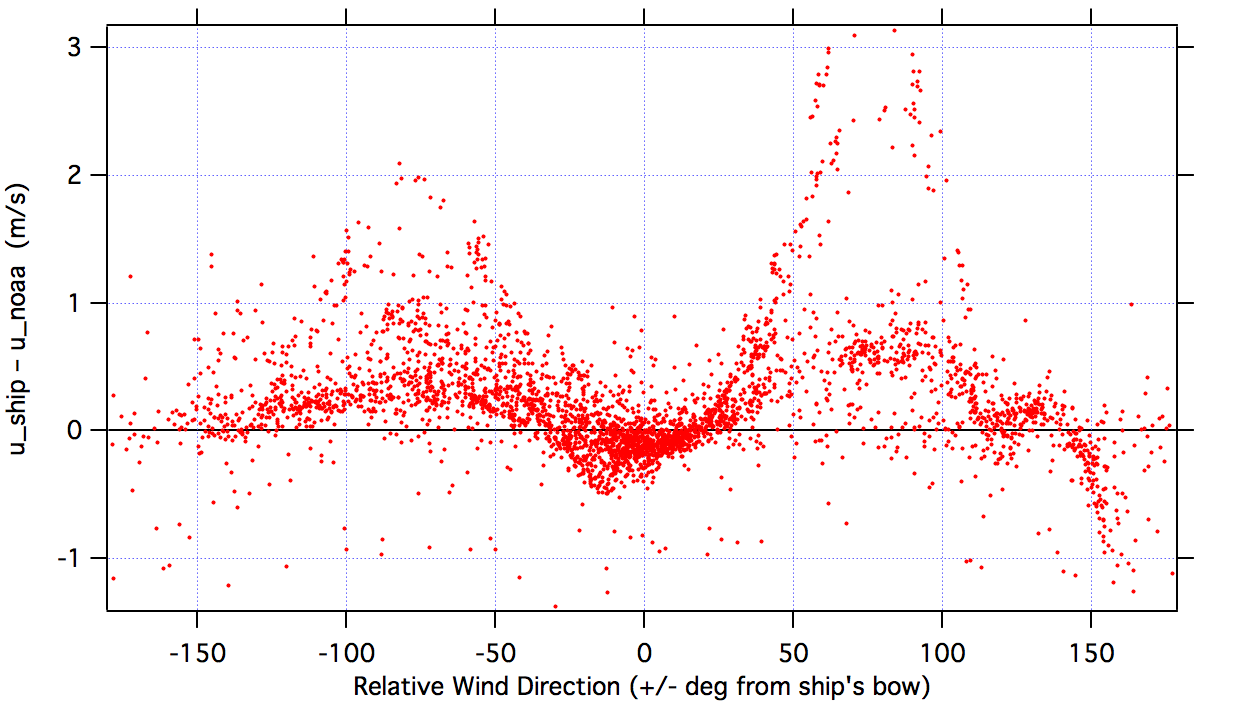 3
2
1
0
-1
u_ship - u_noaa (m/s)
-150 -100 -50 0 50 100 150
Relative Wind Direction (+/- deg from ship's bow)